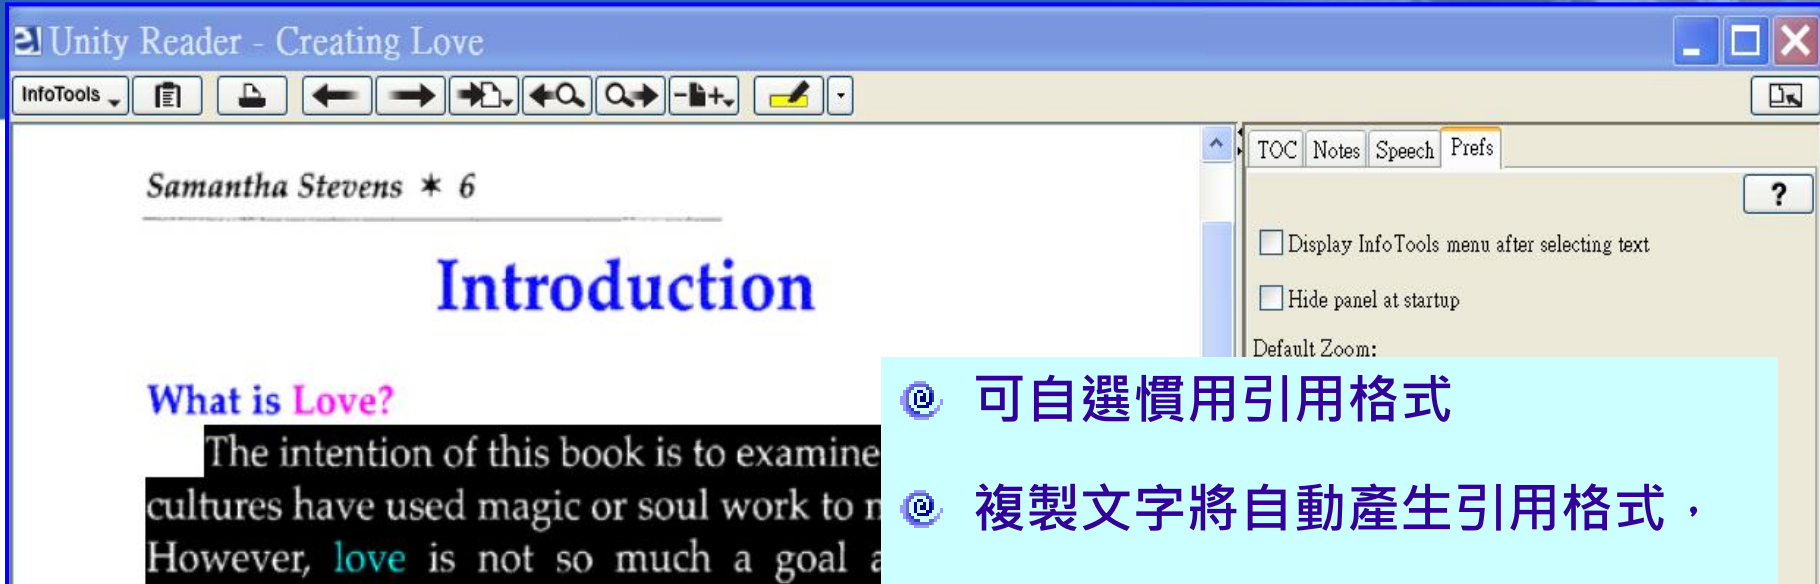 Unity Reader - Creating Love
InfoTools
TOC Notes Speech Prefs
?
Samantha Stevens * 6
Introduction
What is Love?
The intention of this book is to examine
cultures have used magic or soul work to
However, love is not so much a goal
Display InfoTools menu after selecting text
Hide panel at startup
Default Zoom:
可自選慣用引用格式
複製文字將自動產生引用格式，